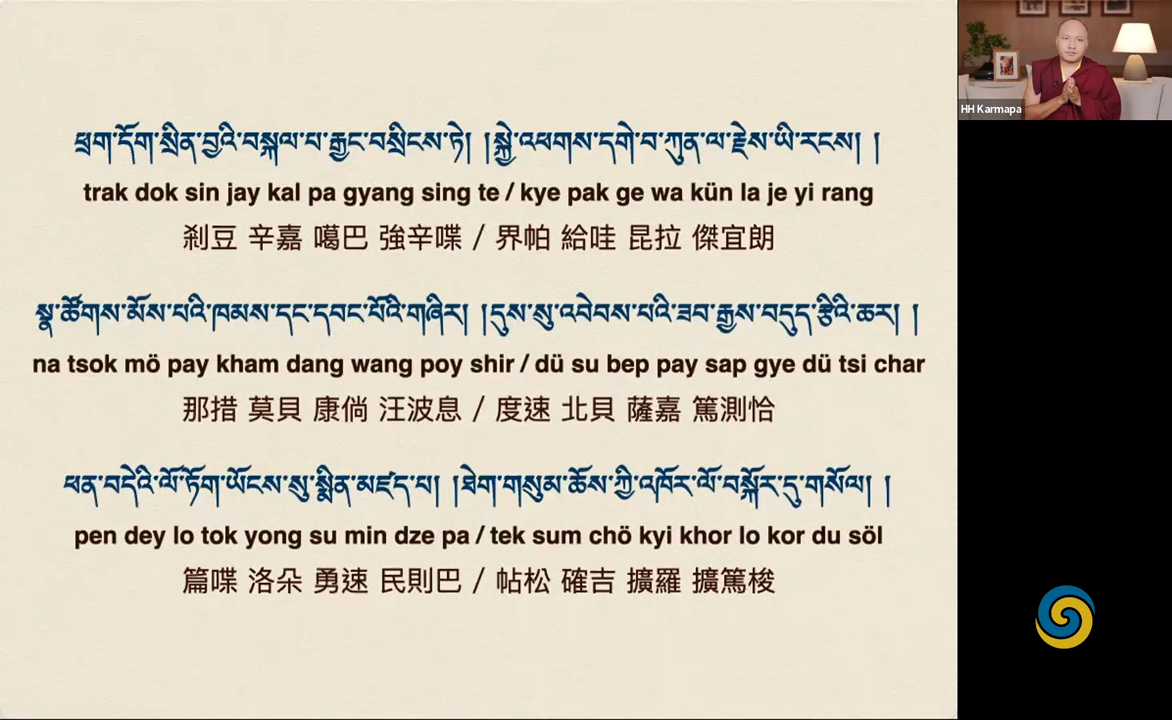 ཕྲག་དོག་སྲིན་བྱའི་བསྐལ་པ་རྒྱང་བསྲིངས་ཏེ། །སྐྱེ་འཕགས་དགེ་བ་ཀུན་ལ་རྗེས་ཡི་རངས། །
trak dok sin jay kal pa gyang sing te / kye pak ge wa kün la je yi rang
剎豆 辛嘉 噶巴 強辛喋 / 界帕 給哇 昆拉 傑宜朗
སྣ་ཚོགས་མོས་པའི་ཁམས་དང་དབང་པོའི་གཞིར། །དུས་སུ་འབེབས་པའི་ཟབ་རྒྱས་བདུད་རྩིའི་ཆར། །
na tsok mö pay kham dang wang poy shir / dü su bep pay sap gye dü tsi char
那措 莫貝 康倘 汪波息 / 度速 北貝 薩嘉 篤測恰
ཕན་བདེའི་ལོ་ཏོག་ཡོངས་སུ་སྨིན་མཛད་པ། །ཐེག་གསུམ་ཆོས་ཀྱི་འཁོར་ལོ་བསྐོར་དུ་གསོལ། །
pen dey lo tok yong su min dze pa / tek sum chö kyi khor lo kor du söl
篇喋 洛朵 勇速 民則巴 / 帖松 確吉 擴羅 擴篤梭
HH Karmapa